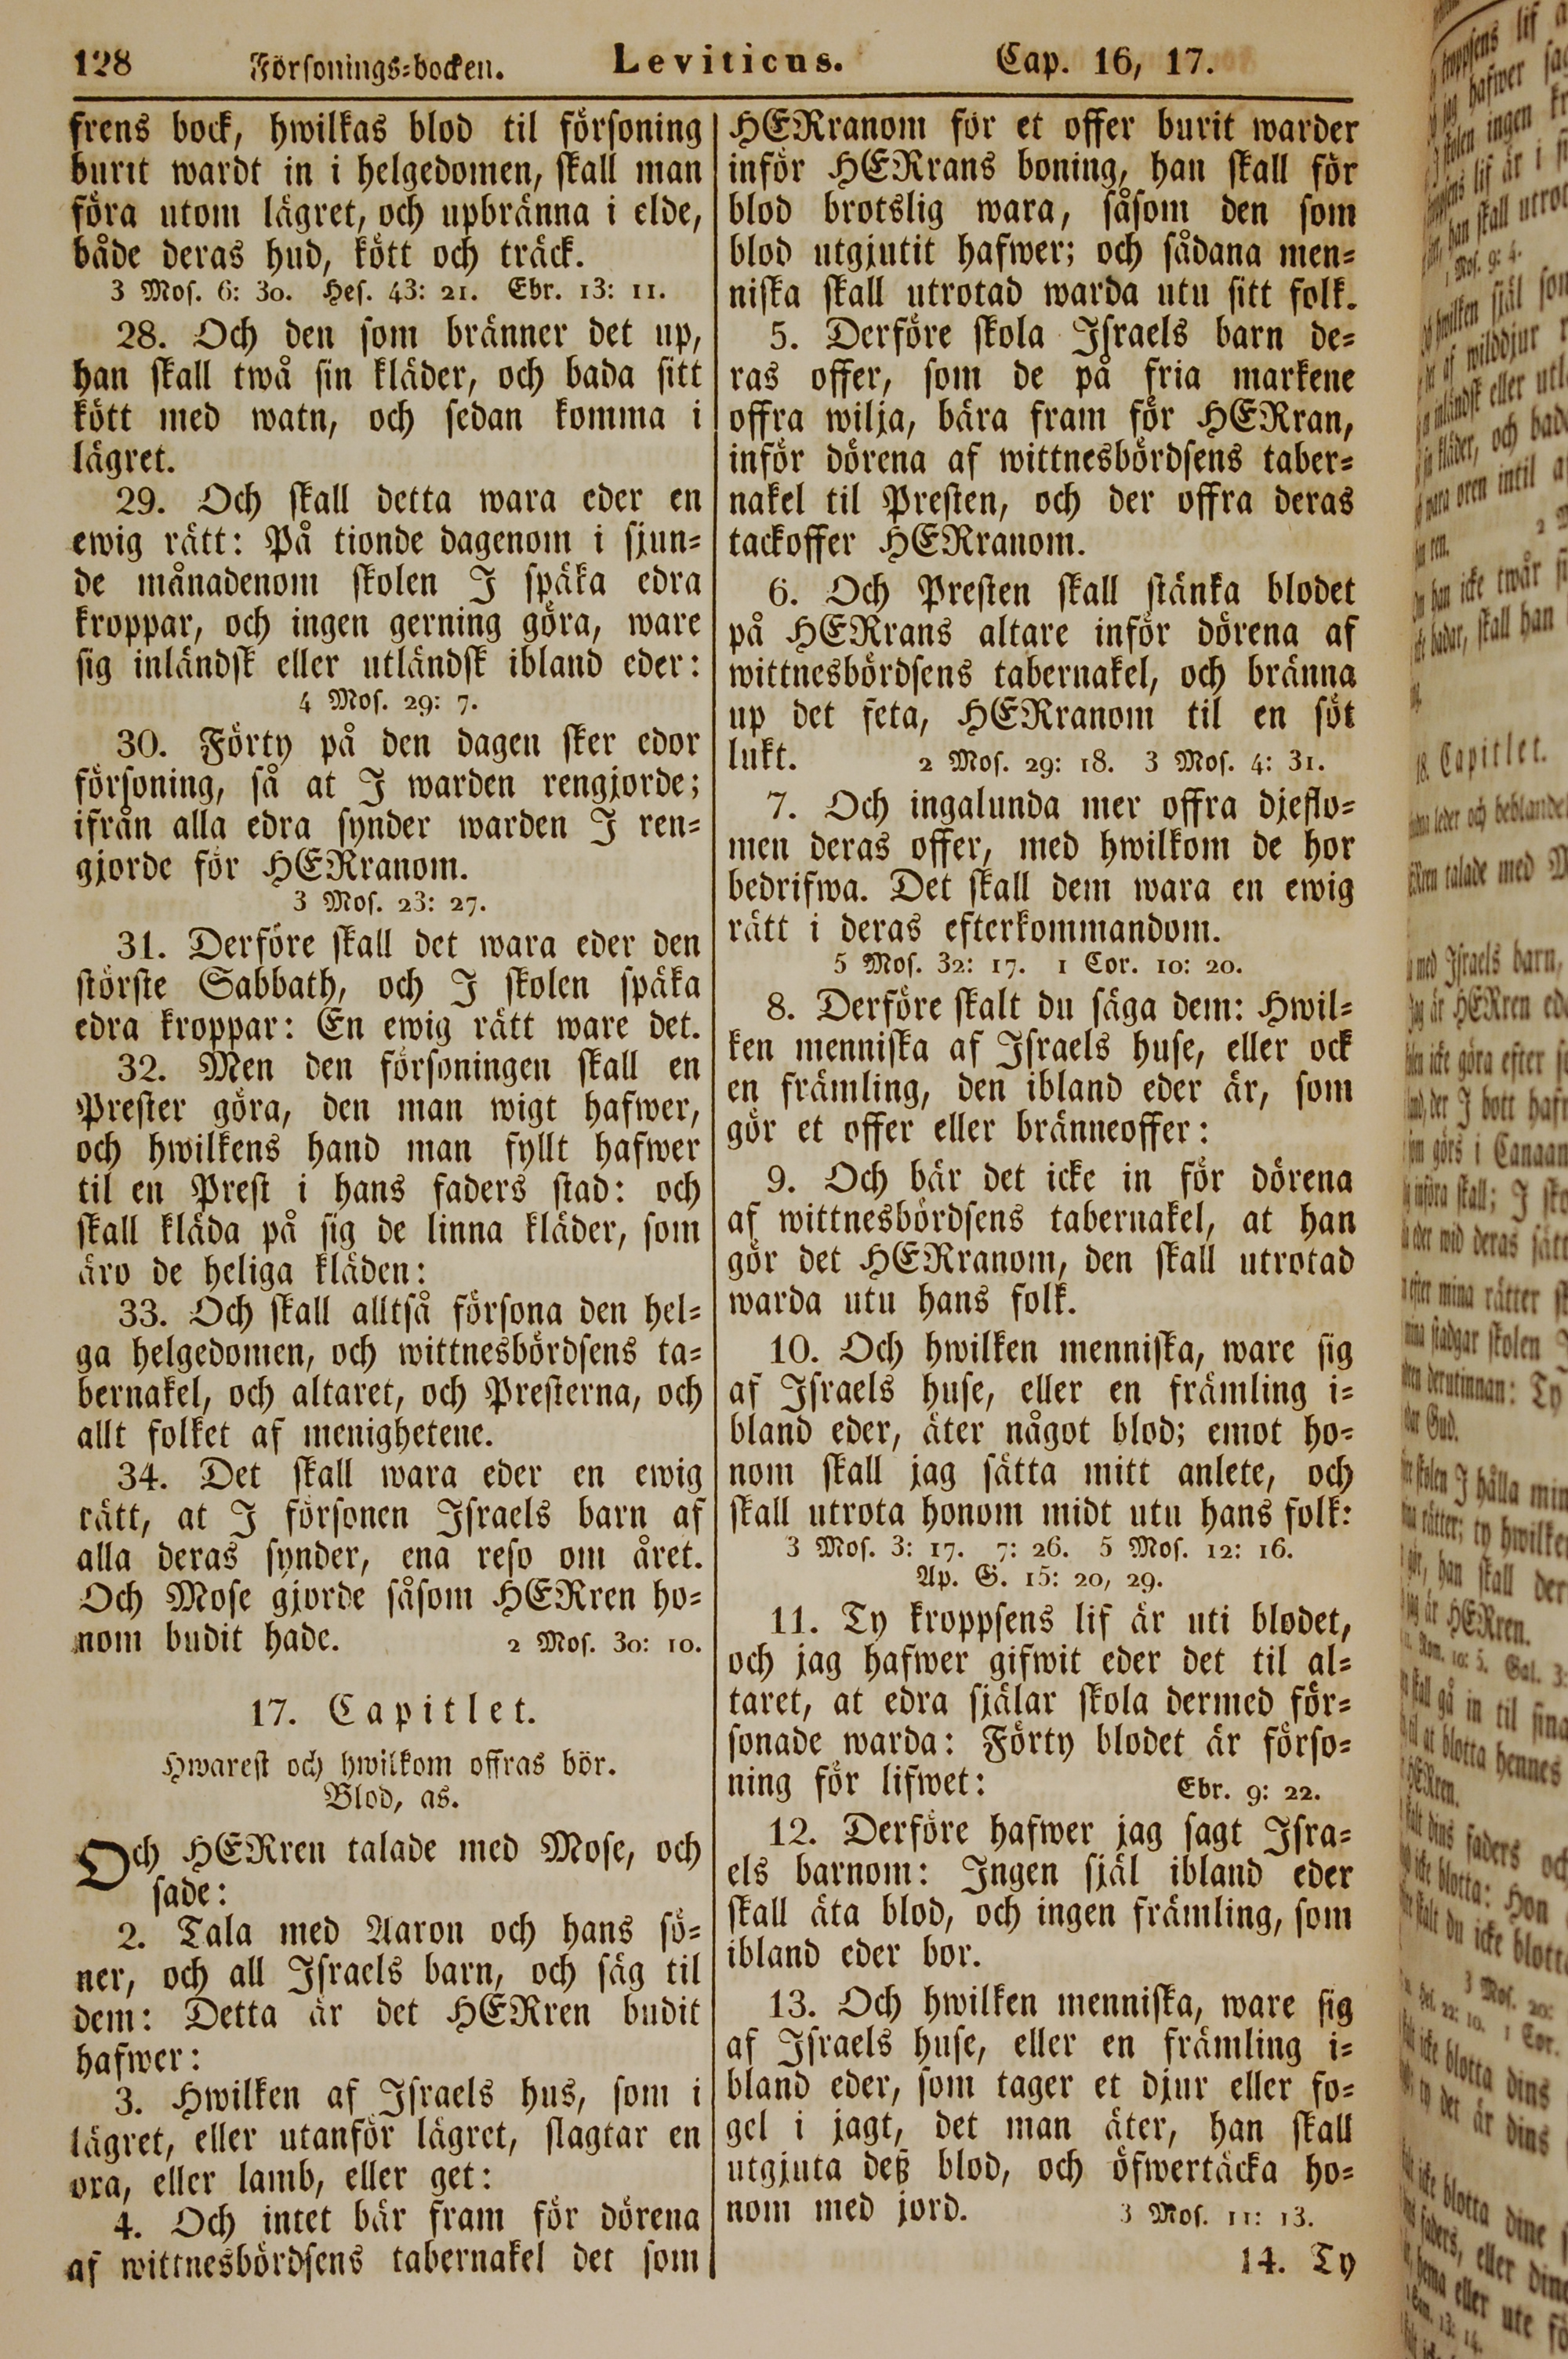 128 Försonings-bocken. Leviticus. Cap. 16, 17.
frens bock, hwilkas blod til försoning
burit wardt in i helgedomen, skall man
föra utom lägret, och upbränna i elde,
både deras hud, kött och träck.
3 Mos. 6: 30. Hes. 43: 21. Ebr. 13: 11.
28. Och den som bränner det up,
han skall twå sin kläder, och bada sitt
kött med watn, och sedan komma i
lägret.
29. Och skall detta wara eder en
ewig rätt: På tionde dagenom i sjun-
de månadenom skolen I späka edra
kroppar, och ingen gerning göra, ware
sig inländsk eller utländsk ibland eder:
4 Mos. 29: 7.
30. Förty på den dagen sker edor
försoning, så at I warden rengjorde;
ifrån alla edra synder warden I ren-
gjorde för HERranom.
3 Mos. 23: 27.
31. Derföre skall det wara eder den
störste Sabbath, och I skolen späka
edra kroppar: En ewig rätt ware det.
32. Men den försoningen skall en
Prester göra, den man wigt hafwer,
och hwilkens hand man fyllt hafwer
til en Prest i hans faders stad: och
skall kläda på sig de linna kläder, som
äro de heliga kläden:
33. Och skall alltså försona den hel-
ga helgedomen, och wittnesbördsens ta-
bernakel, och altaret, och Presterna, och
allt folket af menighetene.
34. Det skall wara eder en ewig
rätt, at I försonen Israels barn af
alla deras synder, ena reso om året.
Och Mose gjorde såsom HERren ho-
nom budit hade. 2 Mos. 30: 10.
17. Capitlet.
Hwarest och hwilkom offras bör.
Blod, as.
Och HERren talade med Mose, och
sade:
2. Tala med Aaron och hans sö-
ner, och all Israels barn, och säg til
dem: Detta är det HERren budit
hafwer:
3. Hwilken af Israels hus, som i
lägret, eller utanför lägret, slagtar en
oxa, eller lamb, eller get:
4. Och intet bär fram för dörena
af wittnesbördsens tabernakel det som
HERranom för et offer burit warder
inför HERrans boning, han skall för
blod brotslig wara, såsom den som
blod utgjutit hafwer; och sådana men-
niska skall utrotad warda utu sitt folk.
5. Derföre skola Israels barn de-
ras offer, som de på fria markene
offra wilja, bära fram för HERran,
inför dörena af wittnesbördsens taber-
nakel til Presten, och der offra deras
tackoffer HERranom.
6. Och Presten skall stänka blodet
på HERrans altare inför dörena af
wittnesbördsens tabernakel, och bränna
up det feta, HERranom til en söt
lukt. 2 Mos. 29: 18. 3 Mos. 4: 31.
7. Och ingalunda mer offra djeflo-
men deras offer, med hwilkom de hor
bedrifwa. Det skall dem wara en ewig
rätt i deras efterkommandom.
5 Mos. 32: 17. 1 Cor. 10: 20.
8. Derföre skalt du säga dem: Hwil-
ken menniska af Israels huse, eller ock
en främling, den ibland eder är, som
gör et offer eller bränneoffer:
9. Och bär det icke in för dörena
af wittnesbördsens tabernakel, at han
gör det HERranom, den skall utrotad
warda utu hans folk.
10. Och hwilken menniska, ware sig
af Israels huse, eller en främling i-
bland eder, äter något blod; emot ho-
nom skall jag sätta mitt anlete, och
skall utrota honom midt utu hans folk:
3 Mos. 3: 17. 7: 26. 5 Mos. 12: 16.
Ap. G. 15: 20, 29.
11. Ty kroppsens lif är uti blodet,
och jag hafwer gifwit eder det til al-
taret, at edra själar skola dermed för-
sonade warda: Förty blodet är förso-
ning för lifwet: Ebr. 9: 22.
12. Derföre hafwer jag sagt Isra-
els barnom: Ingen själ ibland eder
skall äta blod, och ingen främling, som
ibland eder bor.
13. Och hwilken menniska, ware sig
af Israels huse, eller en främling i-
bland eder, som tager et djur eller fo-
gel i jagt, det man äter, han skall
utgjuta deß blod, och öfwertäcka ho-
nom med jord. 3 Mos. 11: 13.
14. Ty